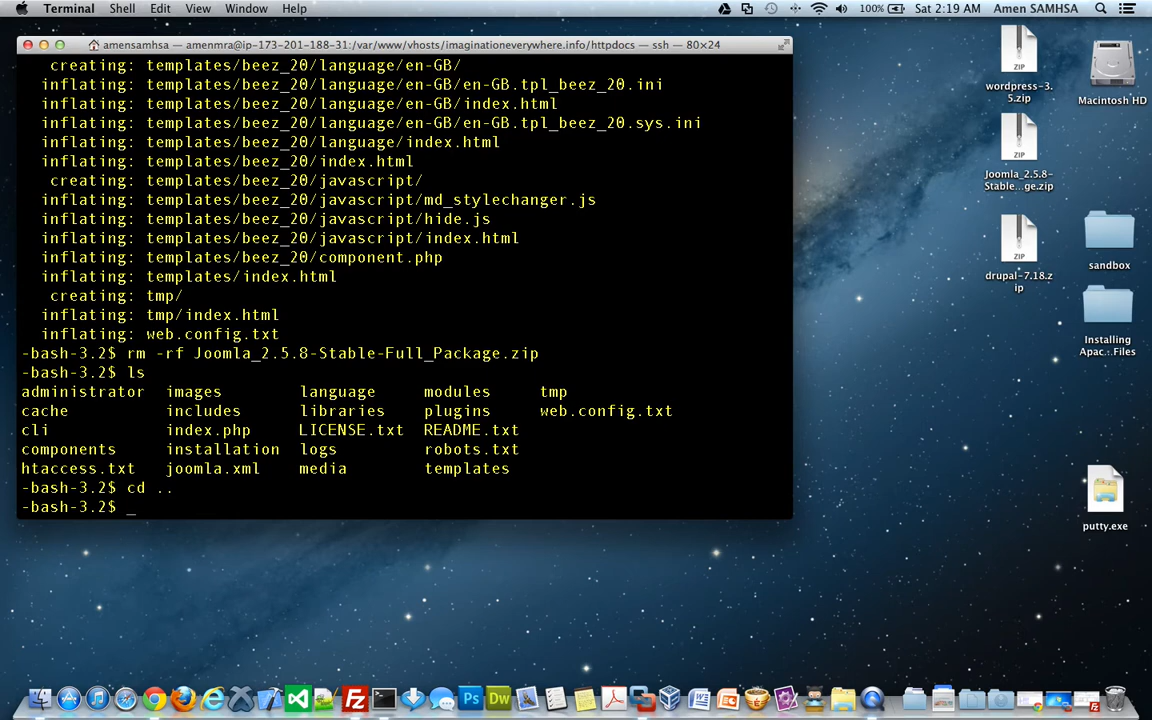 Terminal Shell Edit View Window Help 100% Sat 2:19 AM Amen SAMHSA
amensamhsa — amenmra@ip-173-201-188-31:/var/www/vhosts/imaginationeverywhere.info/httpdocs — ssh — 80×24
creating: templates/beez_20/language/en-GB/
inflating: templates/beez_20/language/en-GB/en-GB.tpl_beez_20.ini
inflating: templates/beez_20/language/en-GB/index.html
inflating: templates/beez_20/language/en-GB/en-GB.tpl_beez_20.sys.ini
inflating: templates/beez_20/language/index.html
inflating: templates/beez_20/index.html
creating: templates/beez_20/javascript/
inflating: templates/beez_20/javascript/md_stylechanger.js
inflating: templates/beez_20/javascript/hide.js
inflating: templates/beez_20/javascript/index.html
inflating: templates/beez_20/component.php
inflating: templates/index.html
creating: tmp/
inflating: tmp/index.html
inflating: web.config.txt
-bash-3.2$ rm -rf Joomla_2.5.8-Stable-Full_Package.zip
-bash-3.2$ ls
administrator images language modules tmp
cache includes libraries plugins web.config.txt
cli index.php LICENSE.txt README.txt
components installation logs robots.txt
htaccess.txt joomla.xml media templates
-bash-3.2$ cd ..
-bash-3.2$ _
ZIP
wordpress-3.
5.zip
Macintosh HD
ZIP
Joomla_2.5.8-
Stable...ge.zip
ZIP
drupal-7.18.z
ip
sandbox
Installing
Apac...Files
putty.exe
Ps
Dw